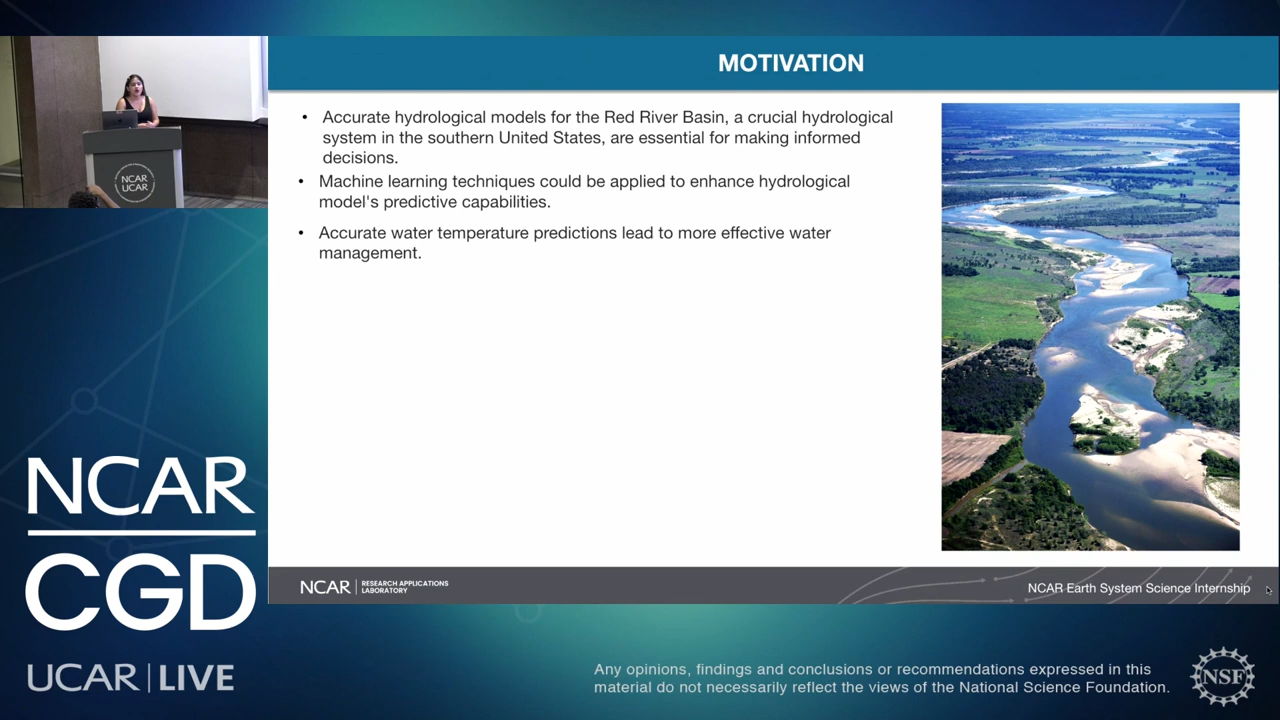 MOTIVATION
• Accurate hydrological models for the Red River Basin, a crucial hydrological
system in the southern United States, are essential for making informed
decisions.
• Machine learning techniques could be applied to enhance hydrological
model's predictive capabilities.
• Accurate water temperature predictions lead to more effective water
management.
NCAR
UCAR
NCAR
CGD
UCAR | LIVE
NCAR | RESEARCH APPLICATIONS
LABORATORY
NCAR Earth System Science Internship
Any opinions, findings and conclusions or recommendations expressed in this
material do not necessarily reflect the views of the National Science Foundation.
NSF